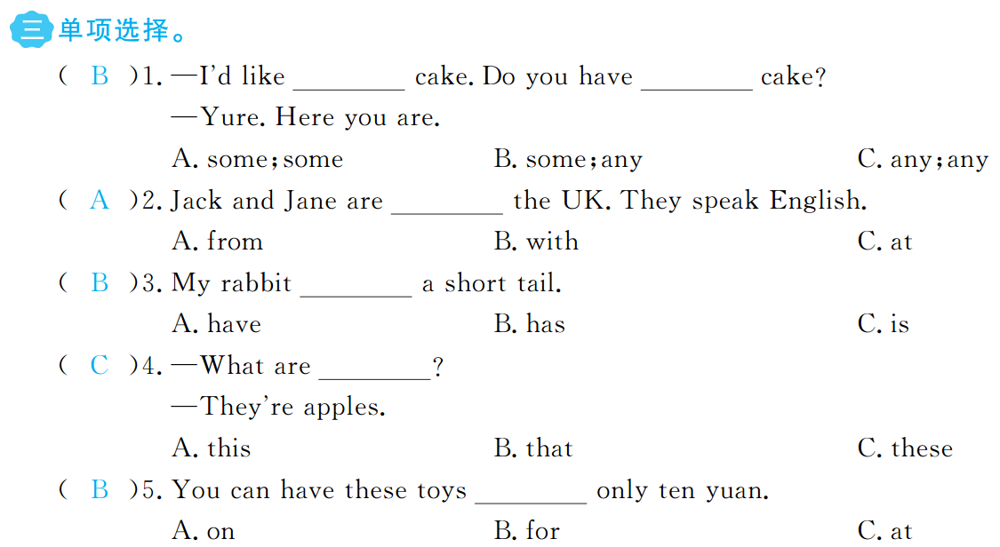 三 单项选择。
( B )1. —I'd like ________ cake. Do you have ________ cake?
—Yure. Here you are.
A. some;some B. some;any C. any;any
( A )2. Jack and Jane are ________ the UK. They speak English.
A. from B. with C. at
( B )3. My rabbit ________ a short tail.
A. have B. has C. is
( C )4. —What are ________?
—They're apples.
A. this B. that C. these
( B )5. You can have these toys ________ only ten yuan.
A. on B. for C. at